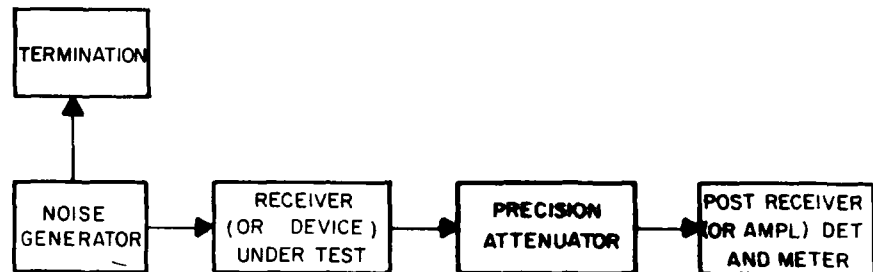 TERMINATION
NOISE
GENERATOR
RECEIVER
(OR DEVICE)
UNDER TEST
PRECISION
ATTENUATOR
POST RECEIVER
(OR AMPL) DET
AND METER